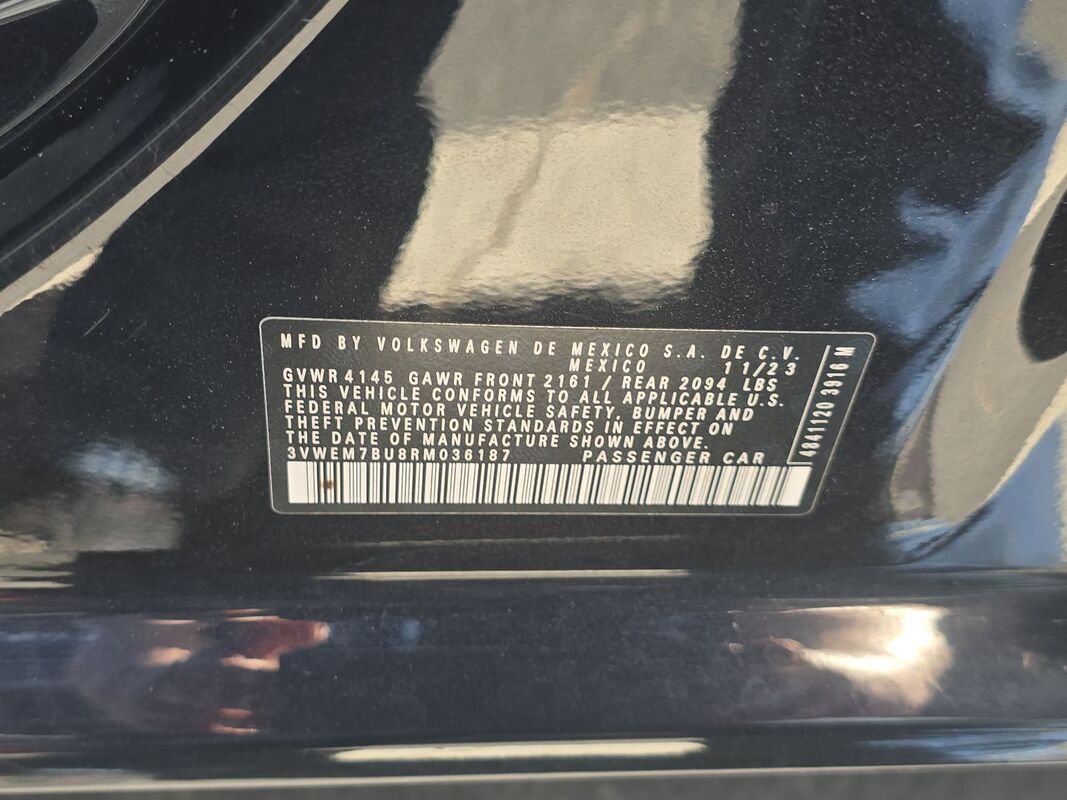 MFD BY VOLKSWAGEN DE MEXICO S.A. DE C.V.
MEXICO 11/23
GVWR 4145 GAWR FRONT 2161 / REAR 2094 LBS
THIS VEHICLE CONFORMS TO ALL APPLICABLE U.S.
FEDERAL MOTOR VEHICLE SAFETY, BUMPER AND
THEFT PREVENTION STANDARDS IN EFFECT ON
THE DATE OF MANUFACTURE SHOWN ABOVE.
3VWEM7BU8RM036187 PASSENGER CAR
4841120 3916 M